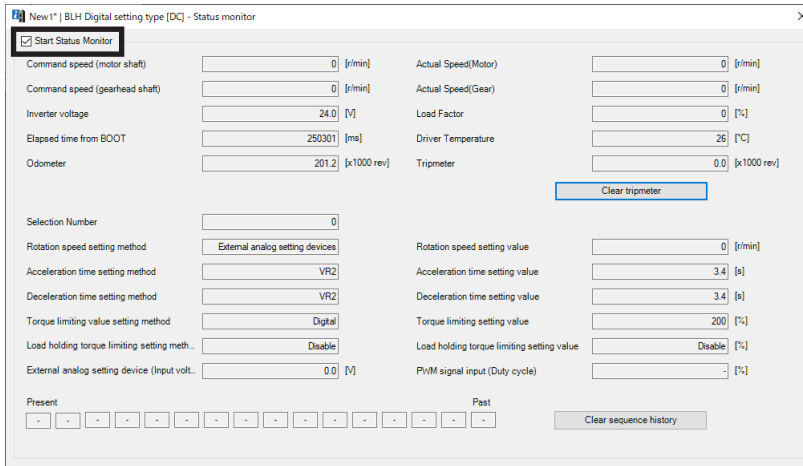 New1* | BLH Digital setting type [DC] - Status monitor
Start Status Monitor
Command speed (motor shaft) 0 [r/min] Actual Speed(Motor) 0 [r/min]
Command speed (gearhead shaft) 0 [r/min] Actual Speed(Gear) 0 [r/min]
Inverter voltage 24.0 [V] Load Factor 0 [%]
Elapsed time from BOOT 250301 [ms] Driver Temperature 26 [°C]
Odometer 201.2 [x1000 rev] Tripmeter 0.0 [x1000 rev]
Clear tripmeter
Selection Number 0
Rotation speed setting method External analog setting devices Rotation speed setting value 0 [r/min]
Acceleration time setting method VR2 Acceleration time setting value 3.4 [s]
Deceleration time setting method VR2 Deceleration time setting value 3.4 [s]
Torque limiting value setting method Digital Torque limiting setting value 200 [%]
Load holding torque limiting setting meth... Disable Load holding torque limiting setting value Disable [%]
External analog setting device (Input volt... 0.0 [V] PWM signal input (Duty cycle) - [%]
Present Past
- - - - - - - - - - - - - - - - Clear sequence history